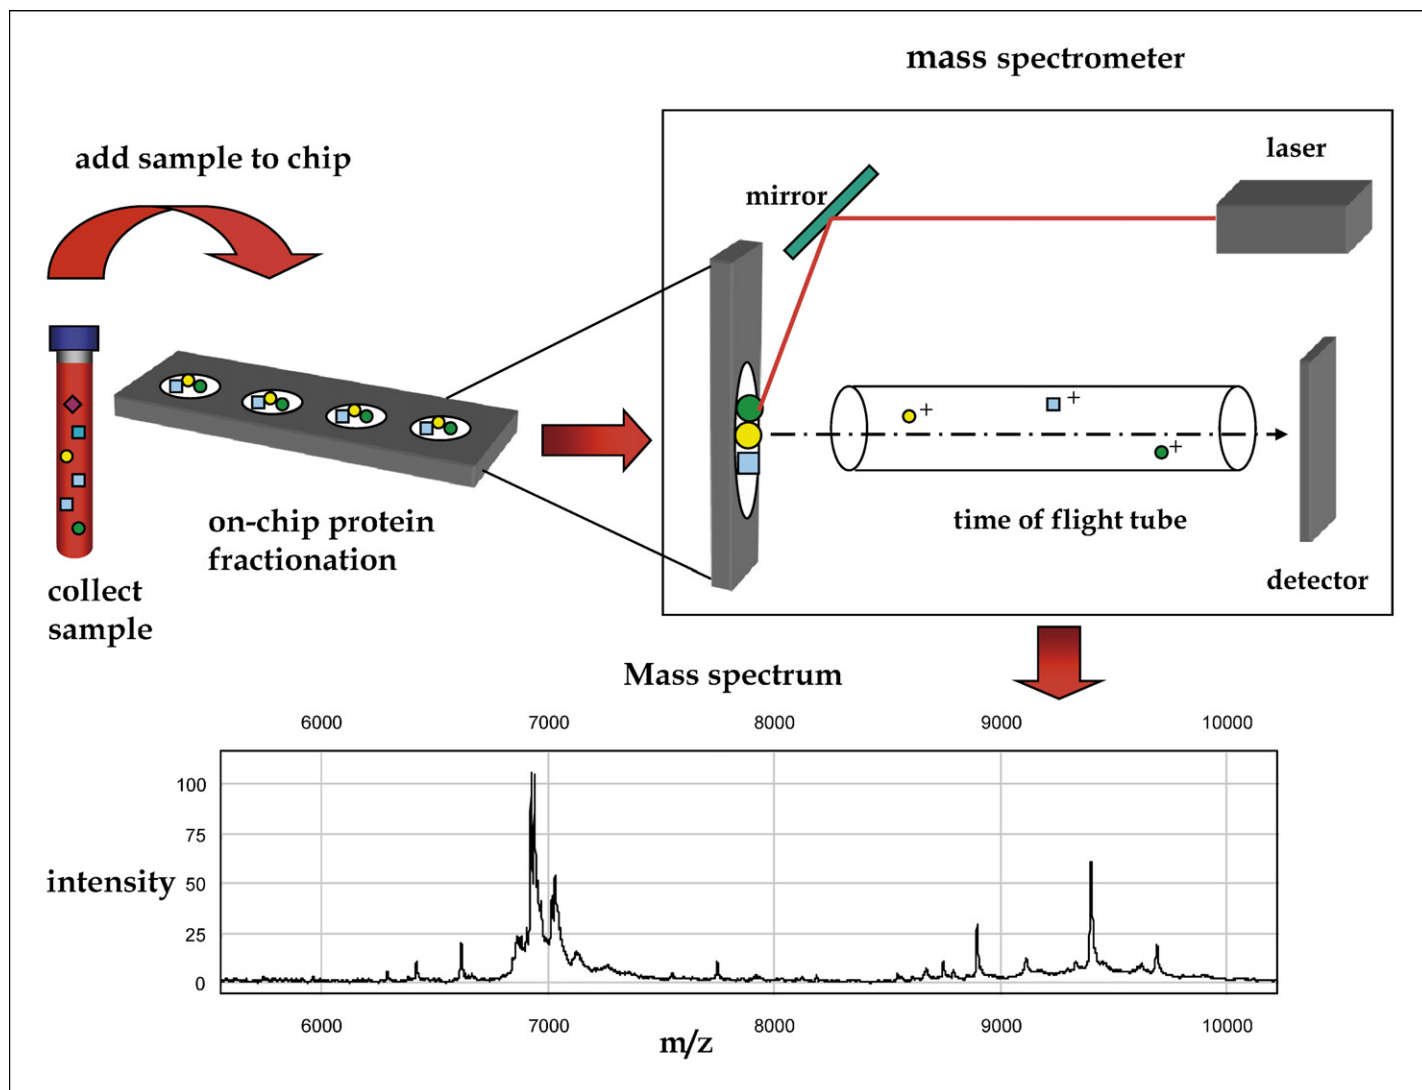 mass spectrometer
add sample to chip
laser
mirror
+
+
+
on-chip protein
fractionation
time of flight tube
detector
collect
sample
Mass spectrum
6000 7000 8000 9000 10000
100
75
50
intensity
25
0
6000 7000 8000 9000 10000
m/z